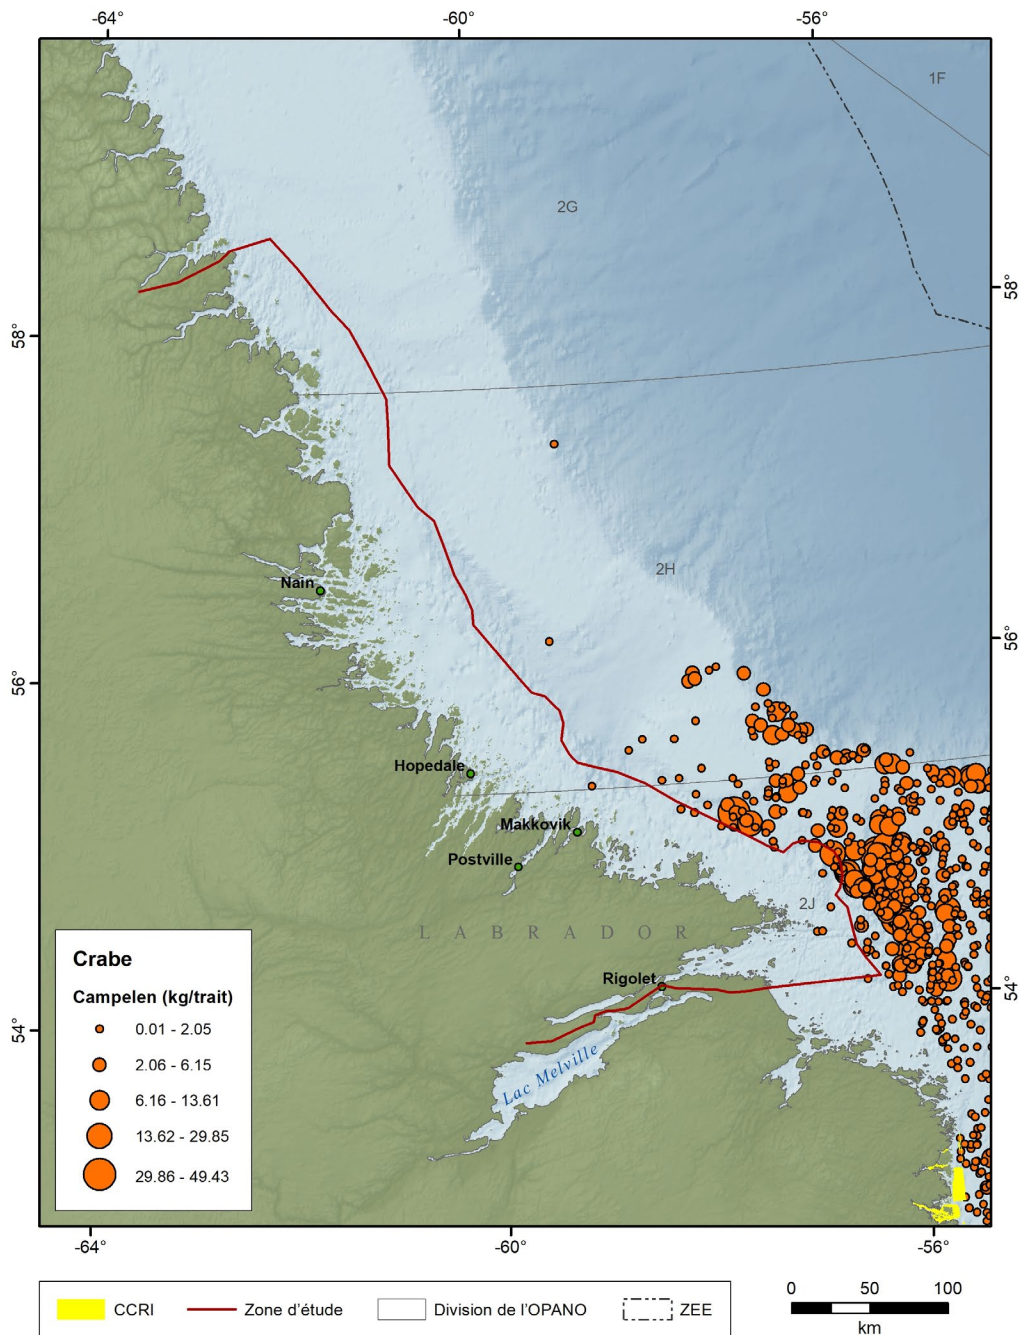 -64°
-60°
-56°
1F
2G
58°
58°
2H
Nain
56°
56°
Hopedale
Makkovik
Postville
2J
LABRADOR
Rigolet
54°
54°
Lac Melville
Crabe
Campelen (kg/trait)
0.01 - 2.05
2.06 - 6.15
6.16 - 13.61
13.62 - 29.85
29.86 - 49.43
-64°
-60°
-56°
CCRI
Zone d'étude
Division de l'OPANO
ZEE
0 50 100
km